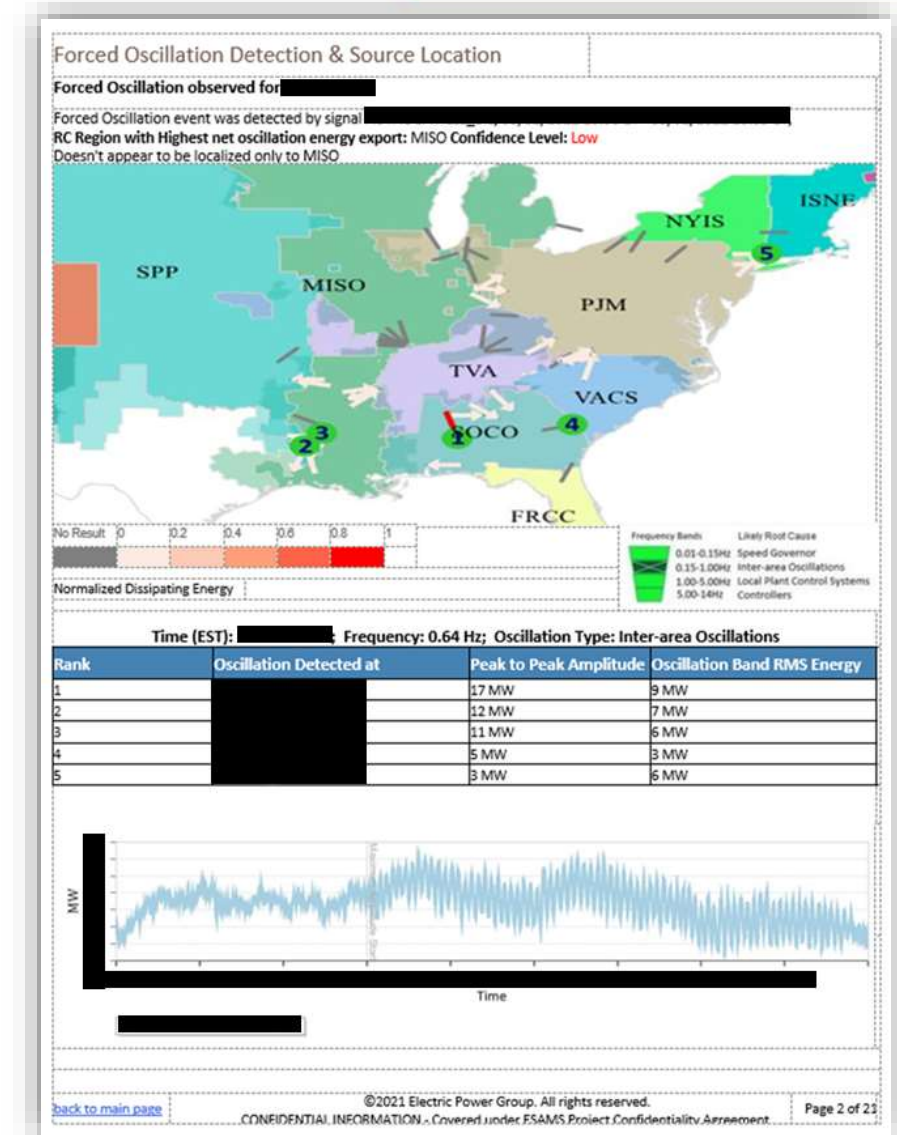 Forced Oscillation Detection & Source Location
Forced Oscillation observed for
Forced Oscillation event was detected by signal
RC Region with Highest net oscillation energy export: MISO Confidence Level: Low
Doesn't appear to be localized only to MISO
ISNE
NYIS
5
SPP
MISO
PJM
TVA
VACS
3
2
1
SOCO
4
FRCC
No Result 0 0.2 0.4 0.6 0.8 1
Normalized Dissipating Energy
Frequency Bands Likely Root Cause
0.01-0.15Hz Speed Governor
0.15-1.00Hz Inter-area Oscillations
1.00-5.00Hz Local Plant Control Systems
5.00-14Hz Controllers
Time (EST): ; Frequency: 0.64 Hz; Oscillation Type: Inter-area Oscillations
Rank Oscillation Detected at Peak to Peak Amplitude Oscillation Band RMS Energy
1 17 MW 9 MW
2 12 MW 7 MW
3 11 MW 6 MW
4 5 MW 3 MW
5 3 MW 6 MW
MW
Time
back to main page
©2021 Electric Power Group. All rights reserved.
CONFIDENTIAL INFORMATION - Covered under ESAMS Project Confidentiality Agreement
Page 2 of 21